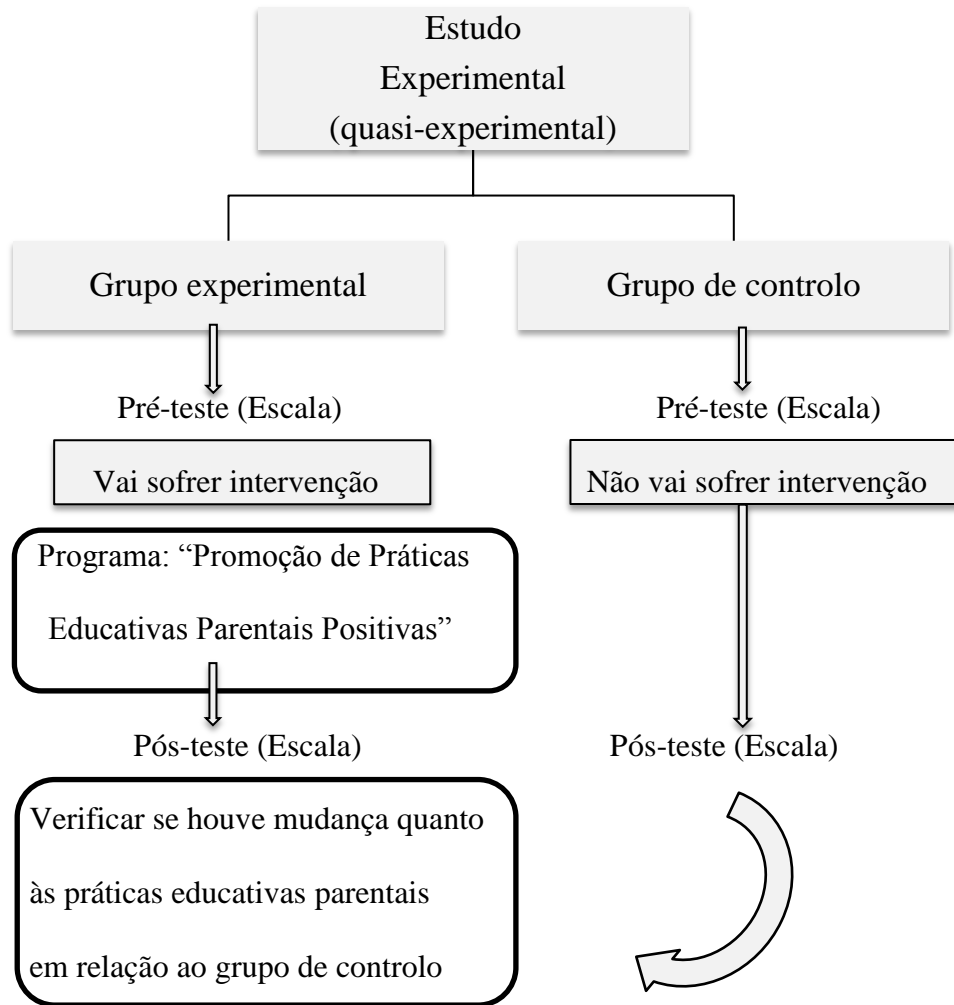 Estudo
Experimental
(quasi-experimental)
Grupo experimental
Grupo de controlo
Pré-teste (Escala)
Pré-teste (Escala)
Vai sofrer intervenção
Não vai sofrer intervenção
Programa: “Promoção de Práticas
Educativas Parentais Positivas”
Pós-teste (Escala)
Pós-teste (Escala)
Verificar se houve mudança quanto
às práticas educativas parentais
em relação ao grupo de controlo